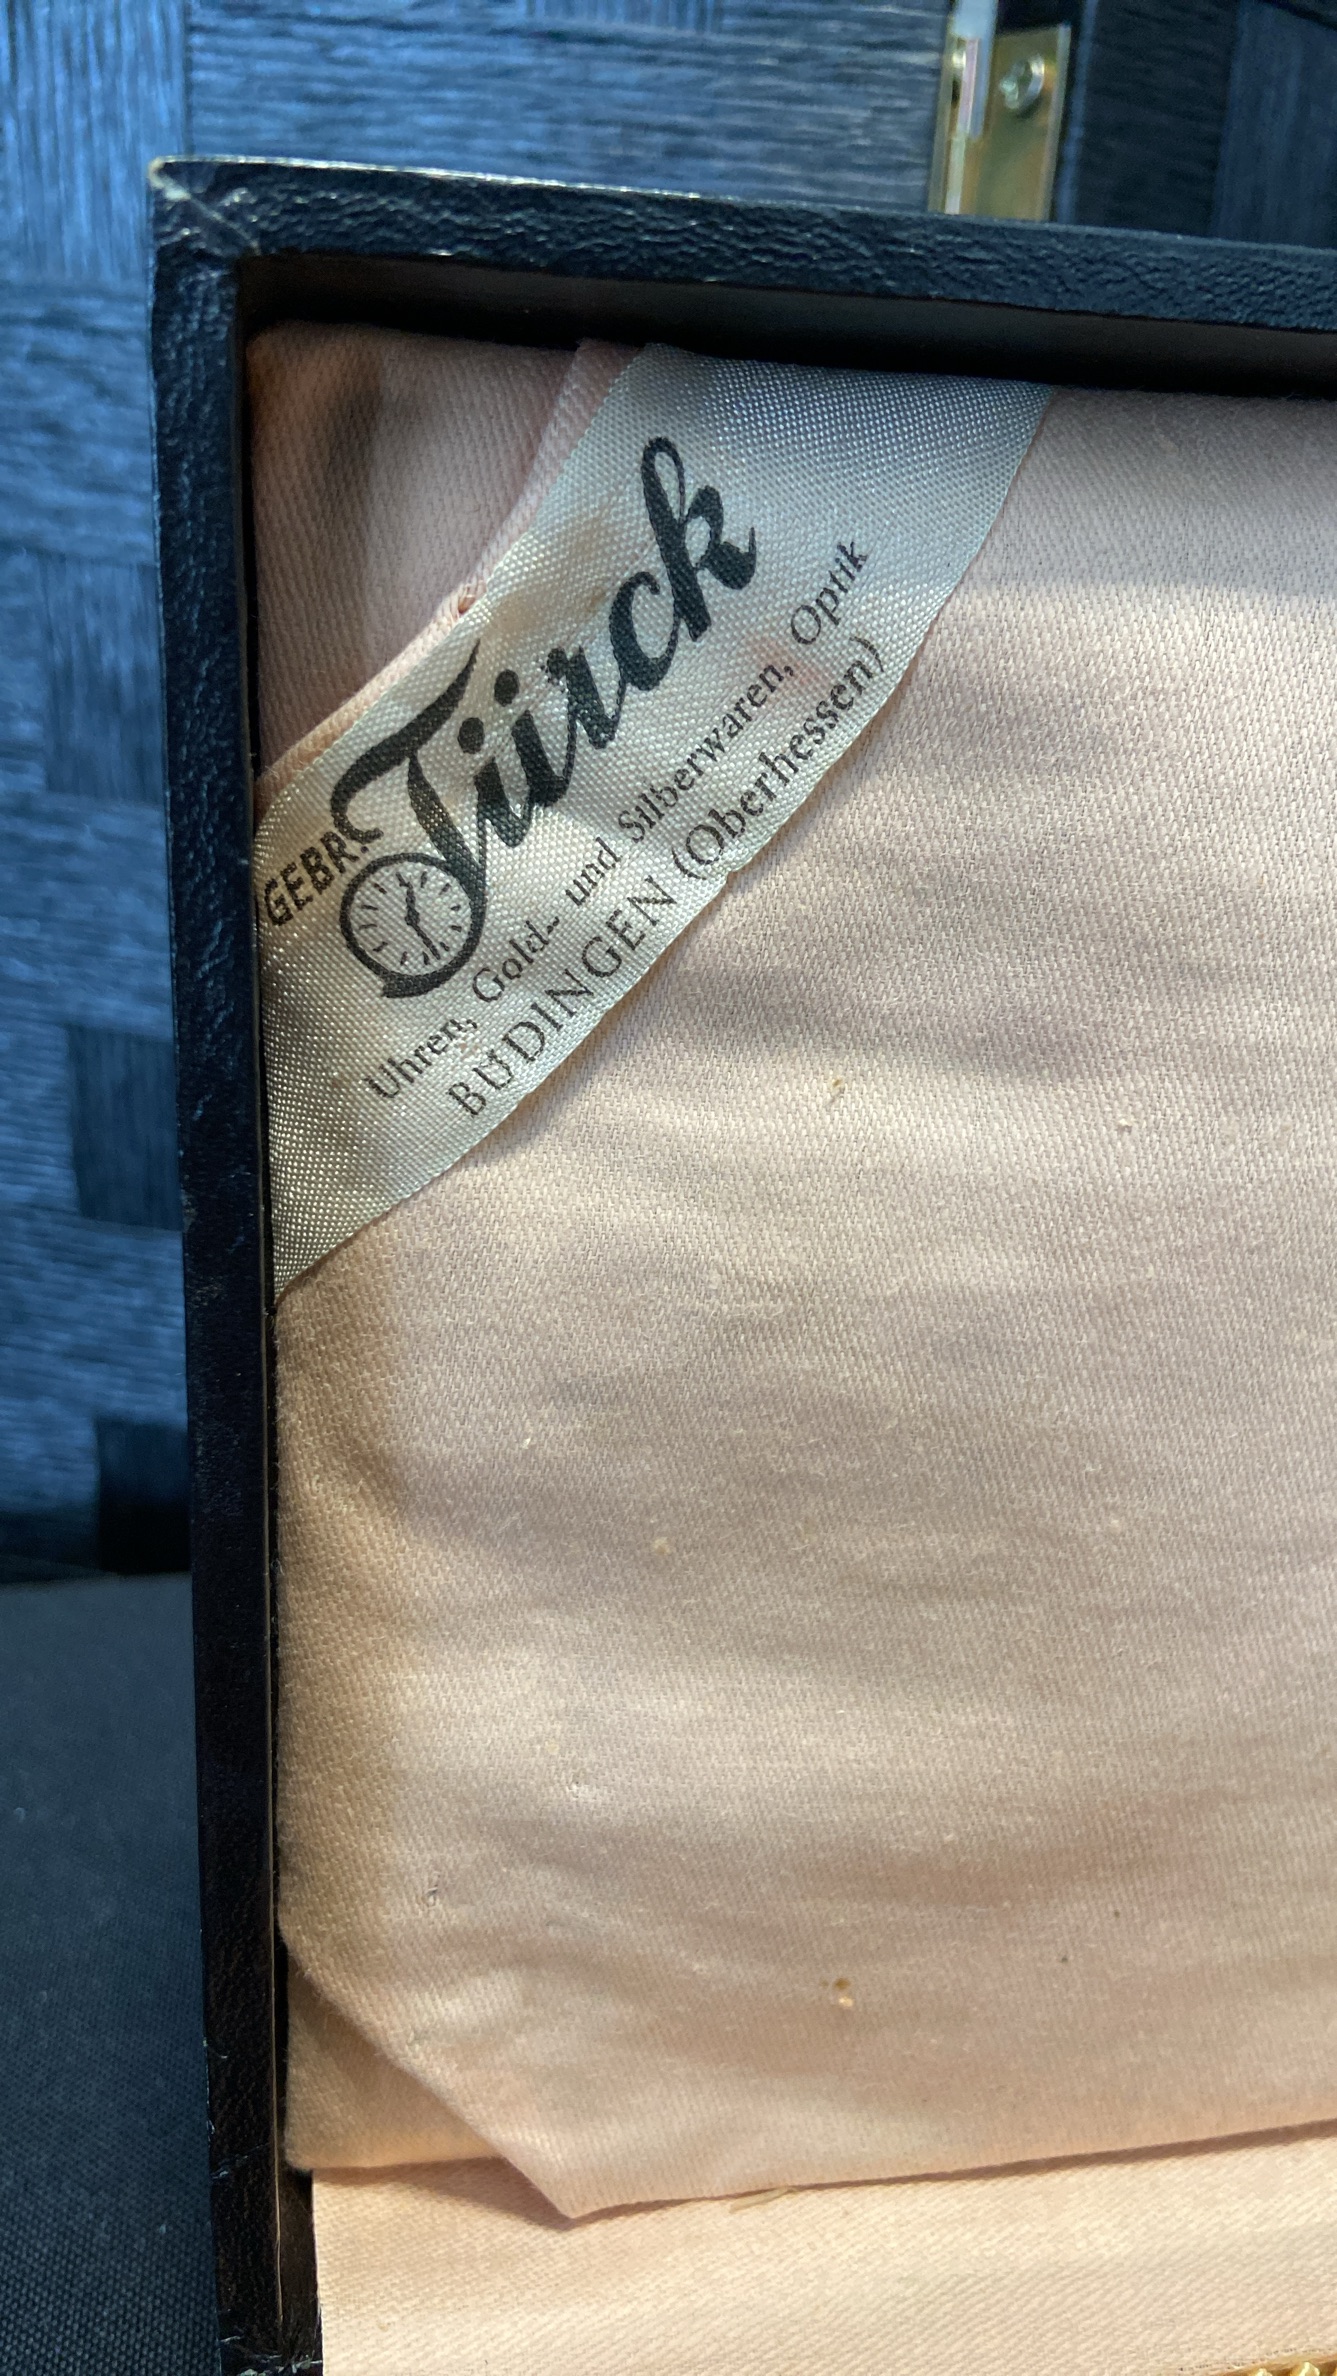 GEBR. Türck
Uhren, Gold- und Silberwaren, Optik
BÜDINGEN (Oberhessen)